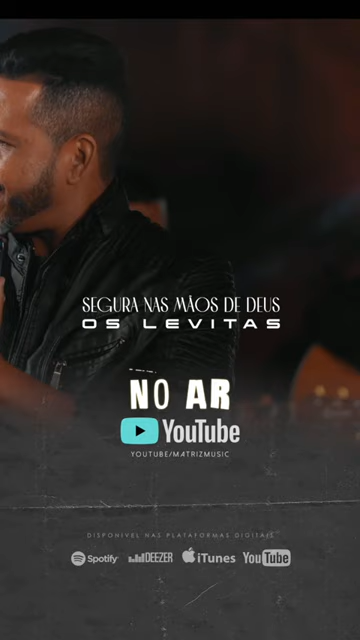 SEGURA NAS MÃOS DE DEUS
OS LEVITAS
NO AR
YouTube
YOUTUBE/MATRIZMUSIC
DISPONÍVEL NAS PLATAFORMAS DIGITAIS
Spotify DEEZER iTunes YouTube